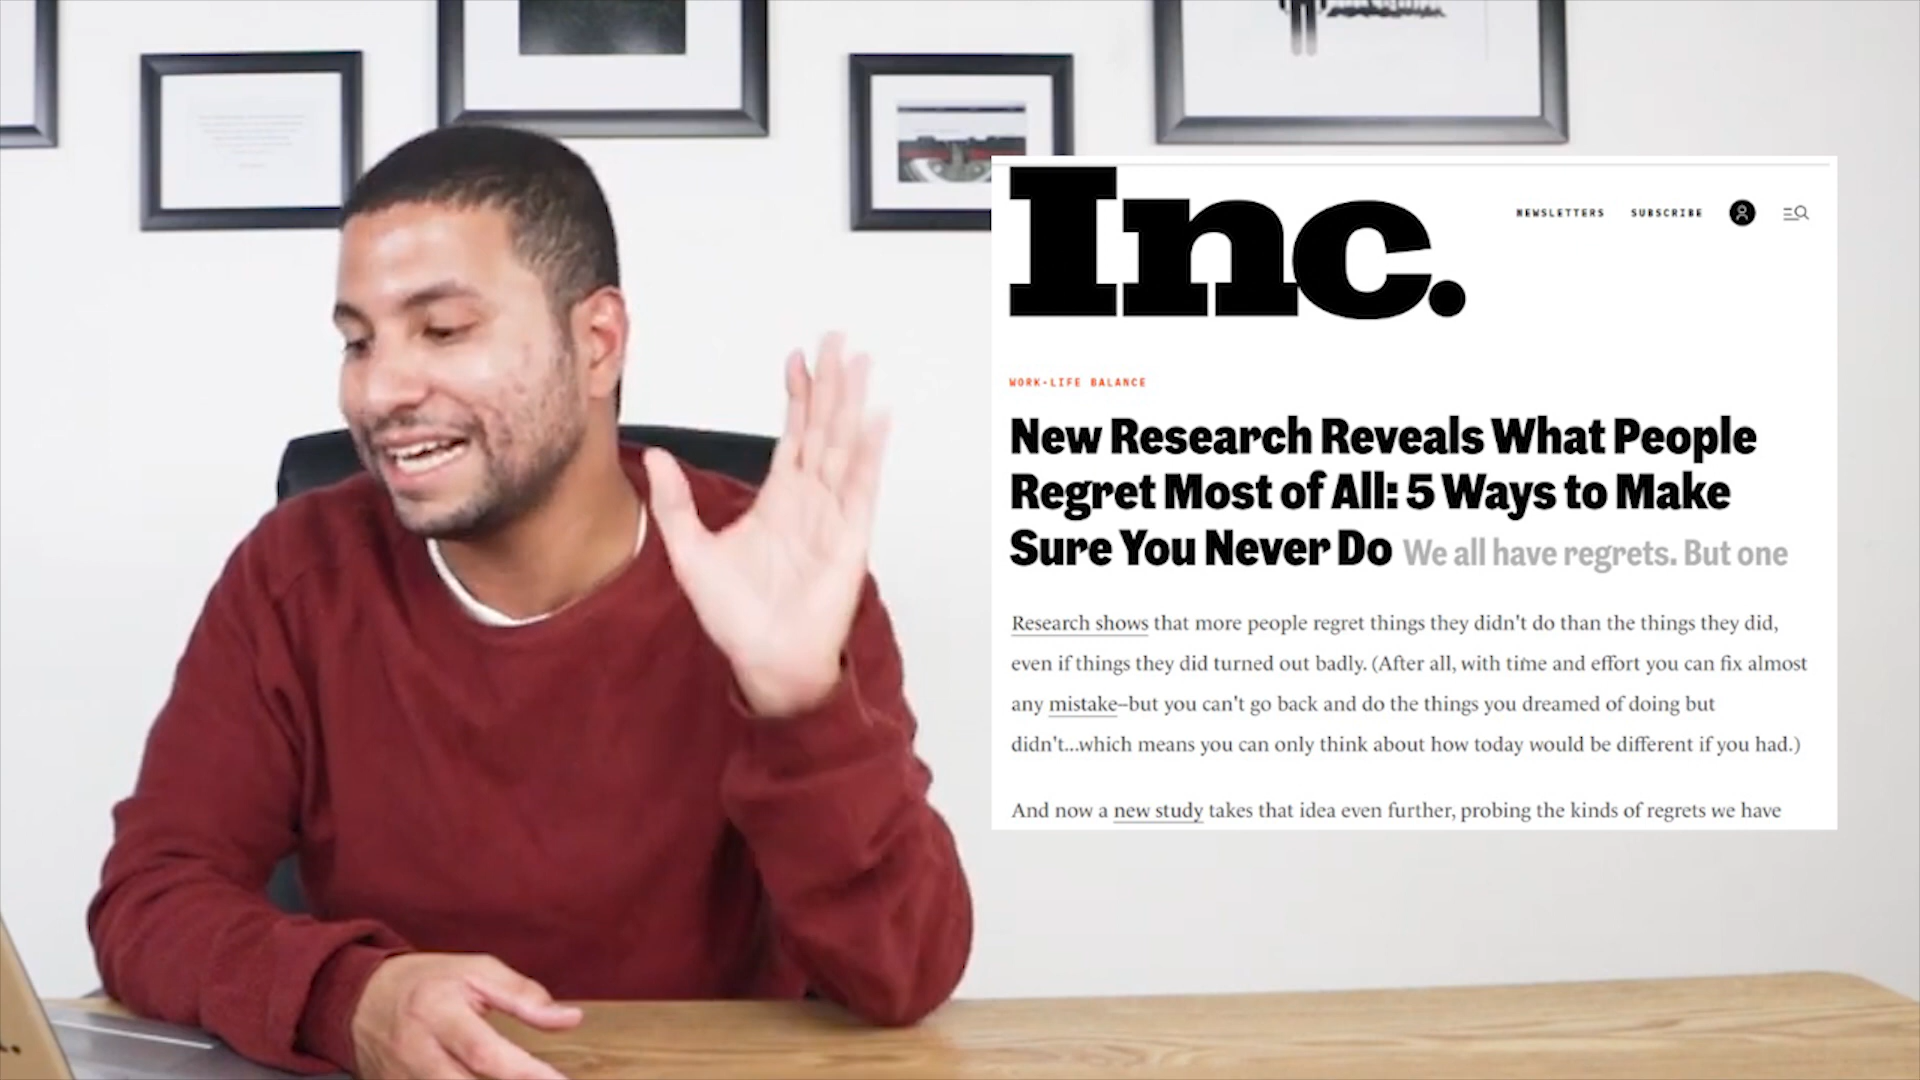 Inc.
NEWSLETTERS SUBSCRIBE
WORK-LIFE BALANCE
New Research Reveals What People
Regret Most of All: 5 Ways to Make
Sure You Never Do We all have regrets. But one
Research shows that more people regret things they didn't do than the things they did,
even if things they did turned out badly. (After all, with time and effort you can fix almost
any mistake–but you can't go back and do the things you dreamed of doing but
didn't...which means you can only think about how today would be different if you had.)
And now a new study takes that idea even further, probing the kinds of regrets we have